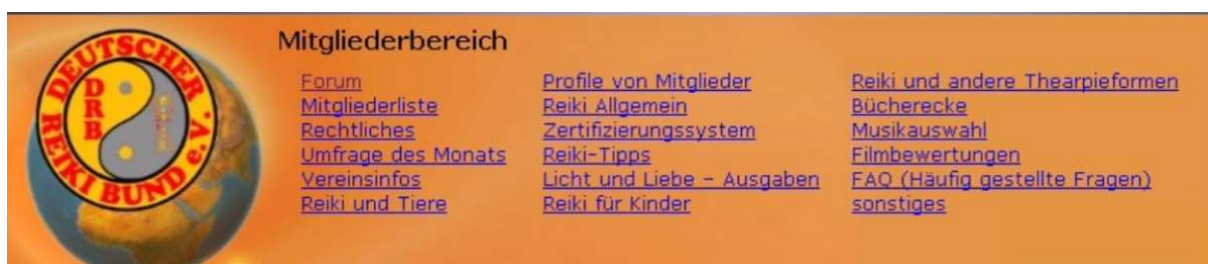 DEUTSCHER
REIKI BUND e.V.
DRB
Mitgliederbereich
Forum
Mitgliederliste
Rechtliches
Umfrage des Monats
Vereinsinfos
Reiki und Tiere
Profile von Mitglieder
Reiki Allgemein
Zertifizierungssystem
Reiki-Tipps
Licht und Liebe - Ausgaben
Reiki für Kinder
Reiki und andere Thearpieformen
Bücherecke
Musikauswahl
Filmbewertungen
FAQ (Häufig gestellte Fragen)
sonstiges